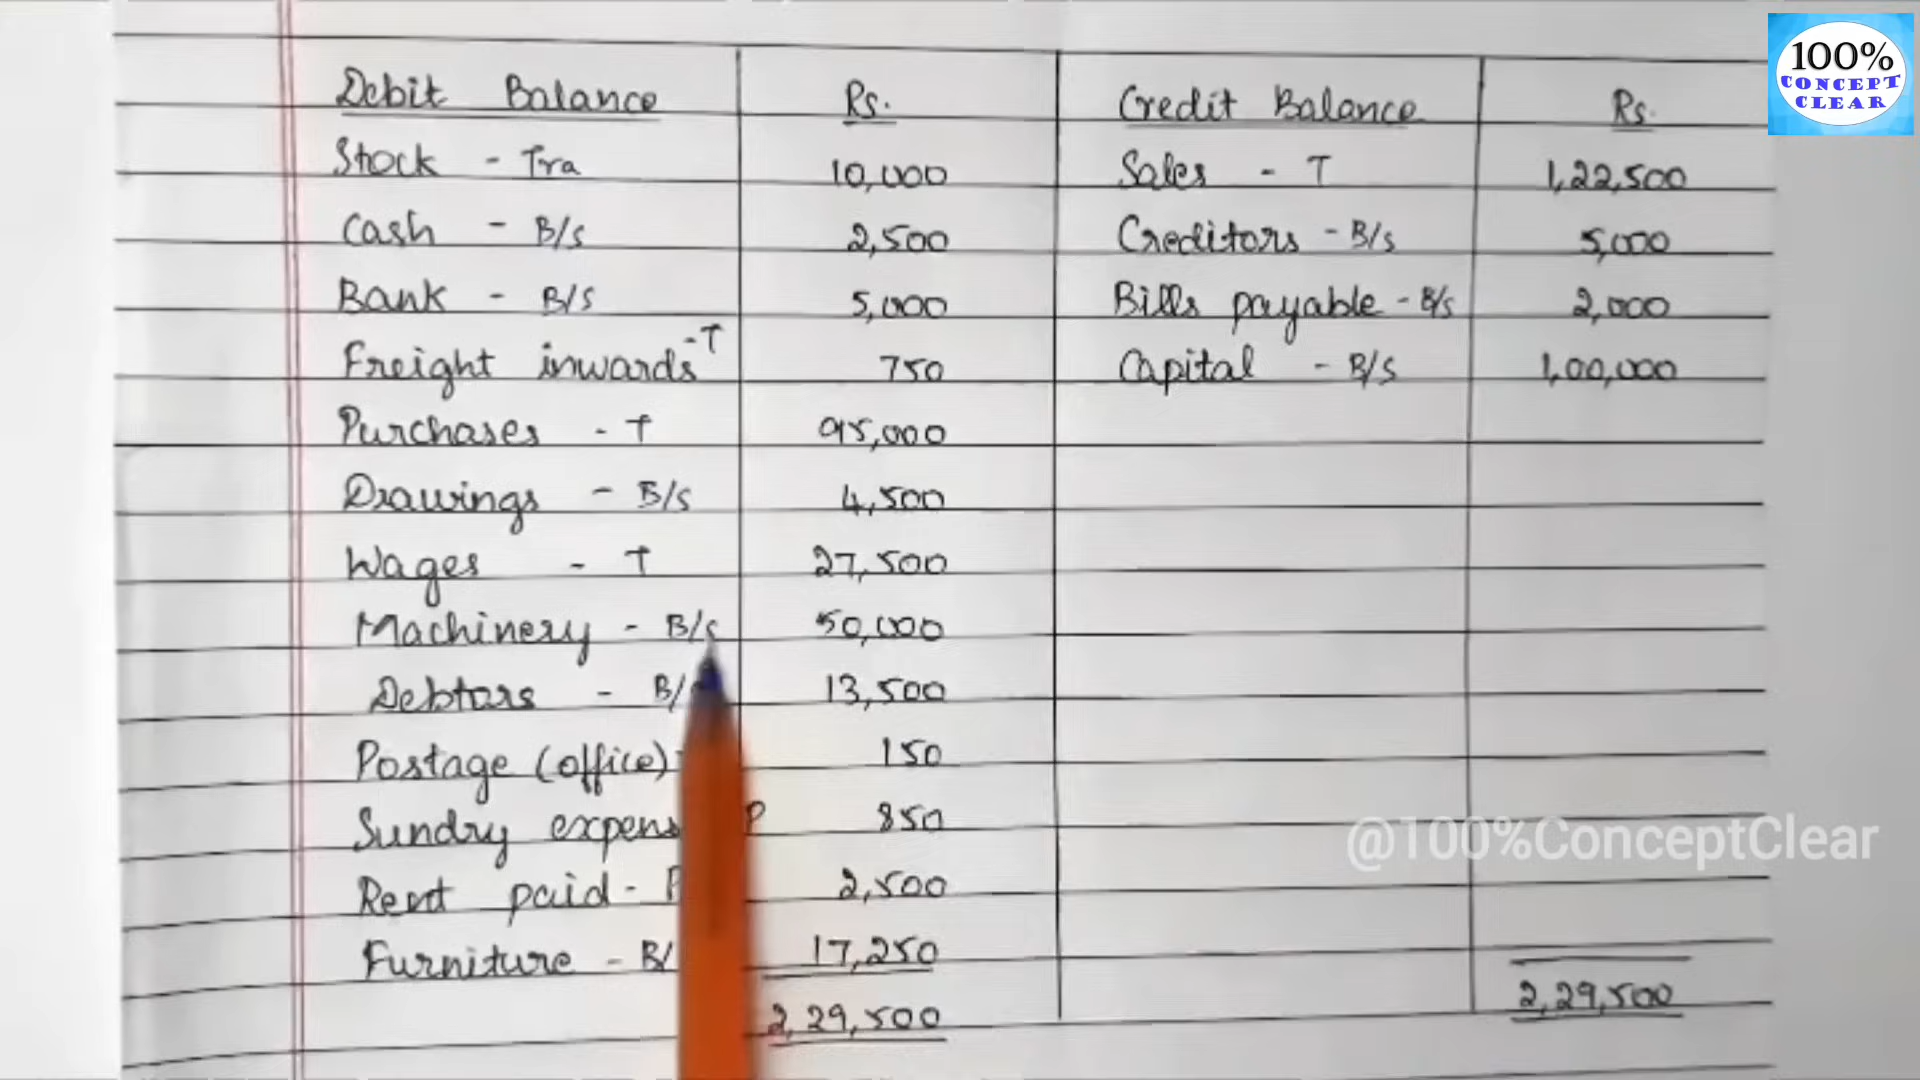 100%
CONCEPT
CLEAR
Debit Balance Rs. Credit Balance Rs.
Stock - Tra 10,000 Sales - T 1,22,500
Cash - B/S 2,500 Creditors - B/S 5,000
Bank - B/S 5,000 Bills payable - B/S 2,000
Freight inwards - T 750 Capital - B/S 1,00,000
Purchases - T 95,000
Drawings - B/S 4,500
Wages - T 27,500
Machinery - B/S 50,000
Debtors - B/ 13,500
Postage (office) 150
Sundry expens P 850
@100%ConceptClear
Rent paid - P 2,500
Furniture - B/ 17,250
2,29,500 2,29,500